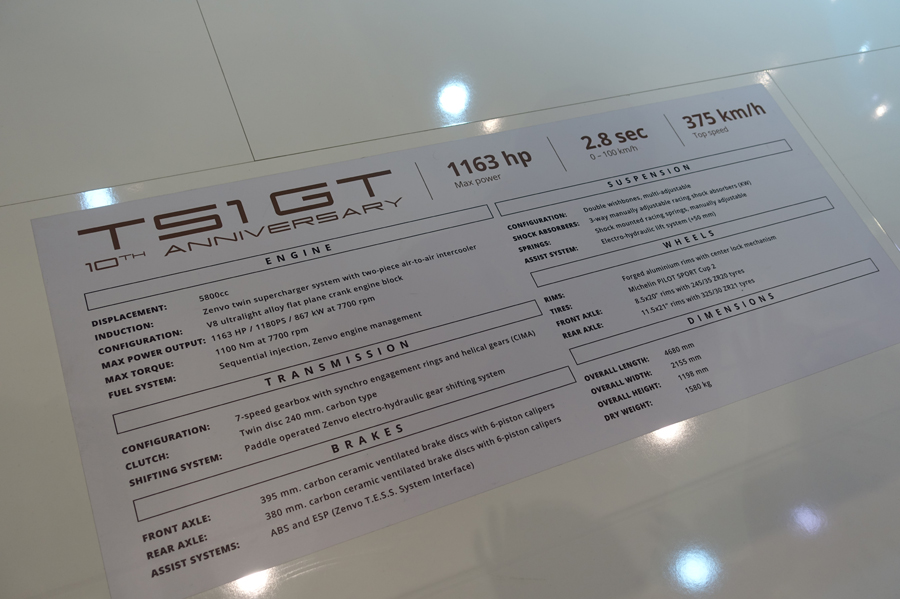 TS1 GT
10TH ANNIVERSARY
1163 hp
Max power
2.8 sec
0 – 100 km/h
375 km/h
Top speed
ENGINE
DISPLACEMENT: 5800cc
INDUCTION: Zenvo twin supercharger system with two-piece air-to-air intercooler
CONFIGURATION: V8 ultralight alloy flat plane crank engine block
MAX POWER OUTPUT: 1163 HP / 1180PS / 867 kW at 7700 rpm
MAX TORQUE: 1100 Nm at 7700 rpm
FUEL SYSTEM: Sequential injection, Zenvo engine management
TRANSMISSION
CONFIGURATION: 7-speed gearbox with synchro engagement rings and helical gears (CIMA)
CLUTCH: Twin disc 240 mm. carbon type
SHIFTING SYSTEM: Paddle operated Zenvo electro-hydraulic gear shifting system
BRAKES
FRONT AXLE: 395 mm. carbon ceramic ventilated brake discs with 6-piston calipers
REAR AXLE: 380 mm. carbon ceramic ventilated brake discs with 6-piston calipers
ASSIST SYSTEMS: ABS and ESP (Zenvo T.E.S.S. System Interface)
SUSPENSION
CONFIGURATION: Double wishbones, multi-adjustable
SHOCK ABSORBERS: 3-way manually adjustable racing shock absorbers (KW)
SPRINGS: Shock mounted racing springs, manually adjustable
ASSIST SYSTEM: Electro-hydraulic lift system (+50 mm)
WHEELS
RIMS: Forged aluminium rims with center lock mechanism
TIRES: Michelin PILOT SPORT Cup 2
FRONT AXLE: 8.5x20" rims with 245/35 ZR20 tyres
REAR AXLE: 11.5x21" rims with 325/30 ZR21 tyres
DIMENSIONS
OVERALL LENGTH: 4680 mm
OVERALL WIDTH: 2155 mm
OVERALL HEIGHT: 1198 mm
DRY WEIGHT: 1580 kg